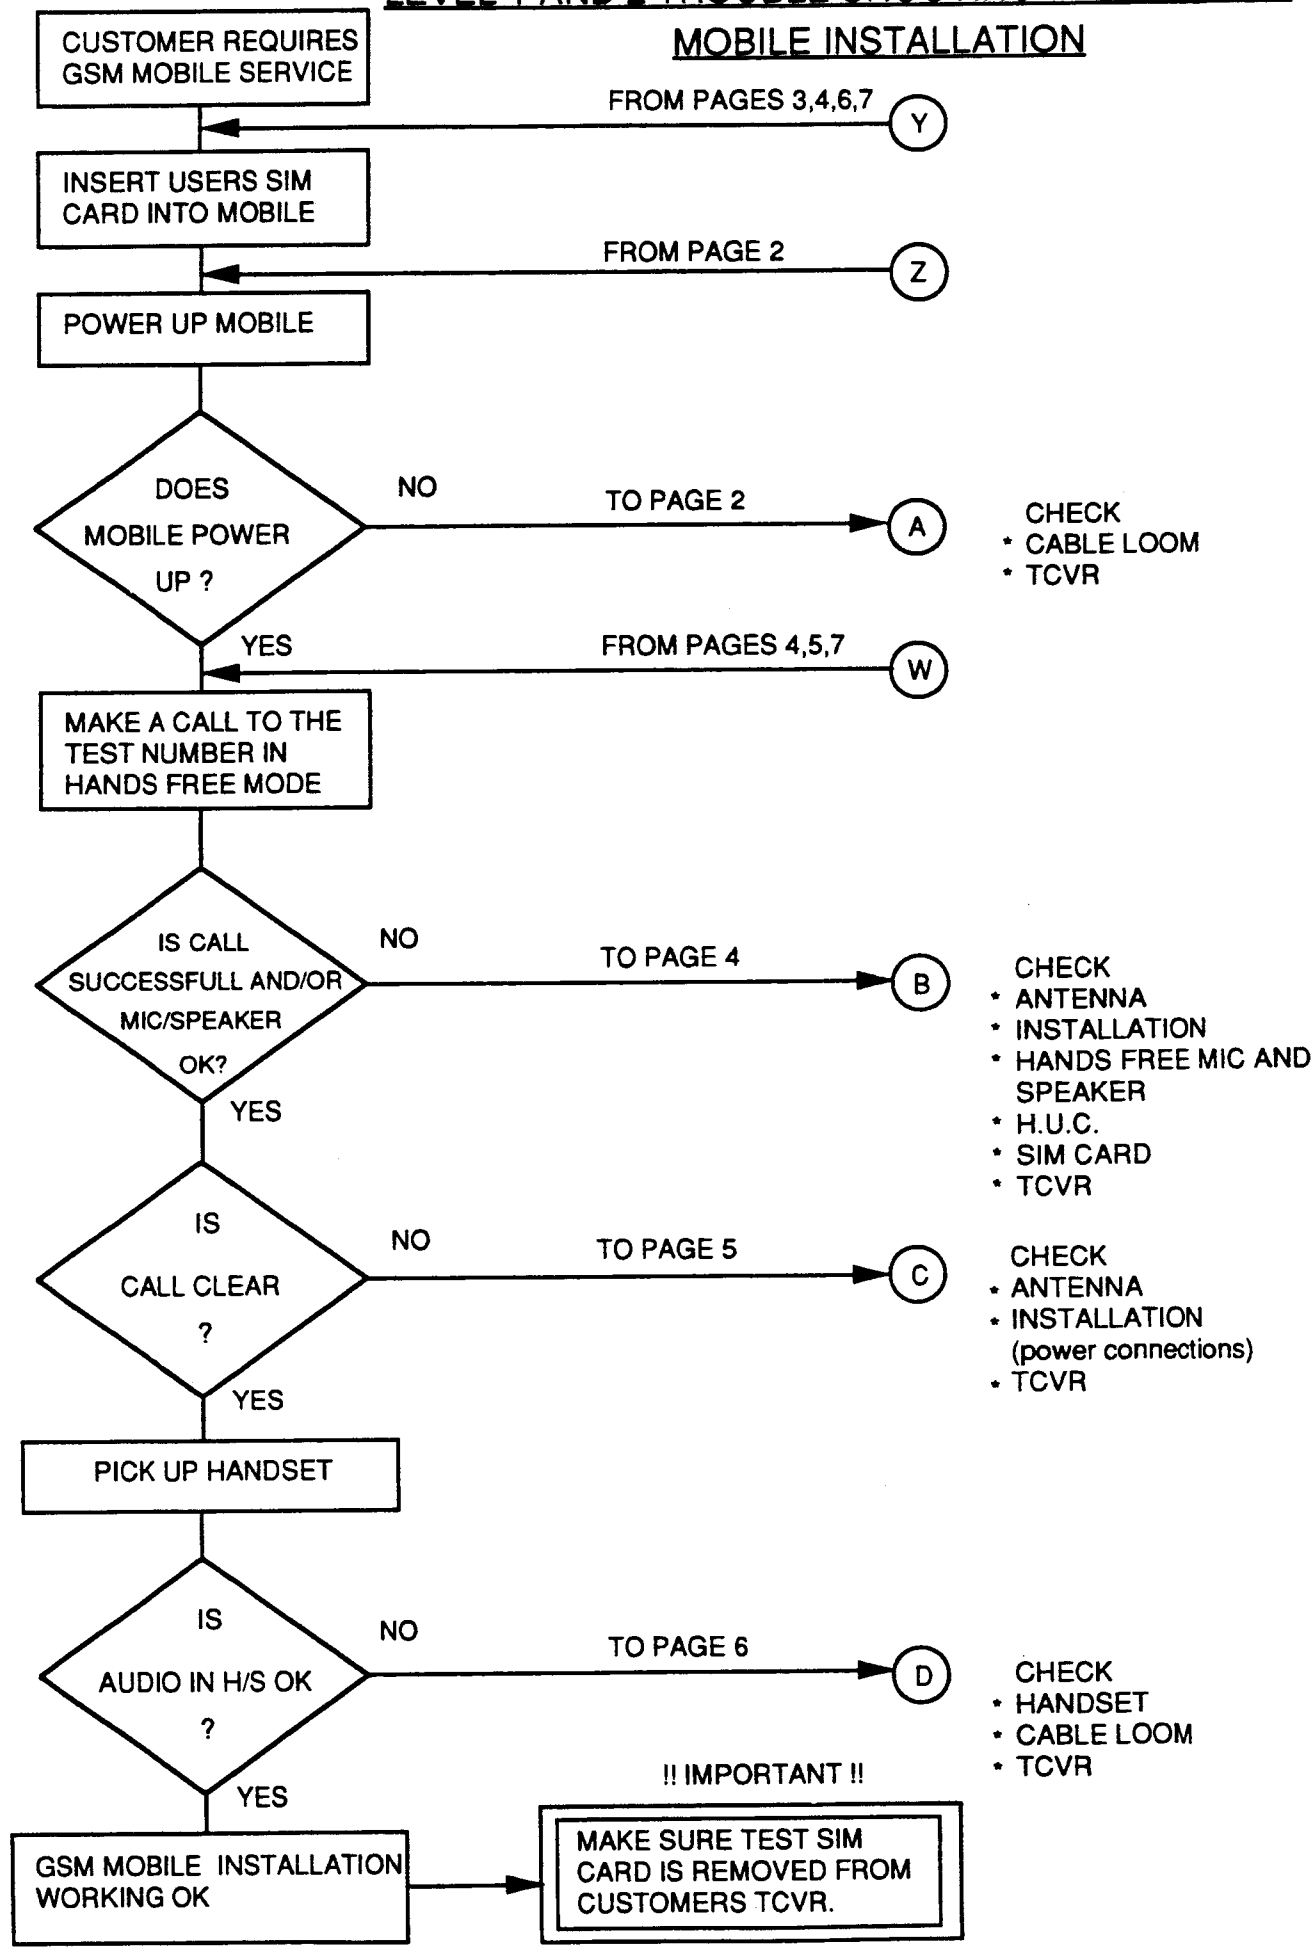 MOBILE INSTALLATION
CUSTOMER REQUIRES
GSM MOBILE SERVICE
FROM PAGES 3,4,6,7
Y
INSERT USERS SIM
CARD INTO MOBILE
FROM PAGE 2
Z
POWER UP MOBILE
DOES
MOBILE POWER
UP ?
NO
TO PAGE 2
A
CHECK
* CABLE LOOM
* TCVR
YES
FROM PAGES 4,5,7
W
MAKE A CALL TO THE
TEST NUMBER IN
HANDS FREE MODE
IS CALL
SUCCESSFULL AND/OR
MIC/SPEAKER
OK?
NO
TO PAGE 4
B
CHECK
* ANTENNA
* INSTALLATION
* HANDS FREE MIC AND
SPEAKER
* H.U.C.
* SIM CARD
* TCVR
YES
IS
CALL CLEAR
?
NO
TO PAGE 5
C
CHECK
* ANTENNA
* INSTALLATION
(power connections)
* TCVR
YES
PICK UP HANDSET
IS
AUDIO IN H/S OK
?
NO
TO PAGE 6
D
CHECK
* HANDSET
* CABLE LOOM
* TCVR
YES
GSM MOBILE INSTALLATION
WORKING OK
!! IMPORTANT !!
MAKE SURE TEST SIM
CARD IS REMOVED FROM
CUSTOMERS TCVR.